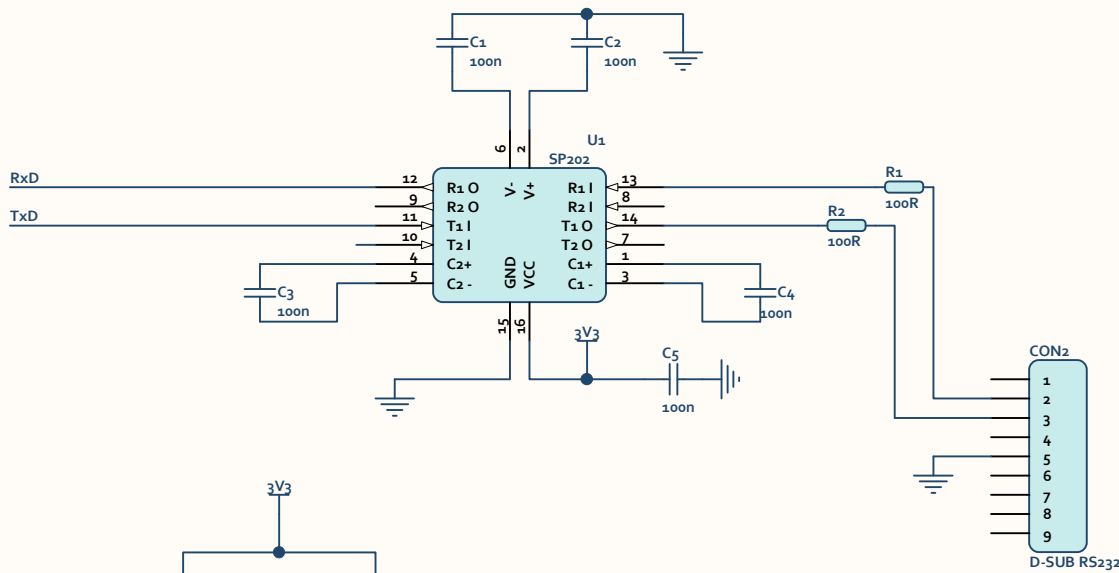 C1
100n
C2
100n
U1
SP202
6
2
V-
V+
RxD
12
R1 O
R1 I
13
R1
100R
9
R2 O
R2 I
8
TxD
11
T1 I
T1 O
14
R2
100R
10
T2 I
T2 O
7
4
C2+
C1+
1
5
C2 -
C1 -
3
C3
100n
C4
100n
GND
VCC
15
16
3V3
C5
100n
CON2
1
2
3
4
5
6
7
8
9
D-SUB RS232
3V3